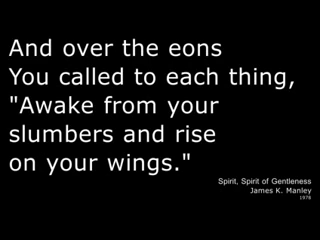 And over the eons
You called to each thing,
"Awake from your
slumbers and rise
on your wings."
Spirit, Spirit of Gentleness
James K. Manley
1978